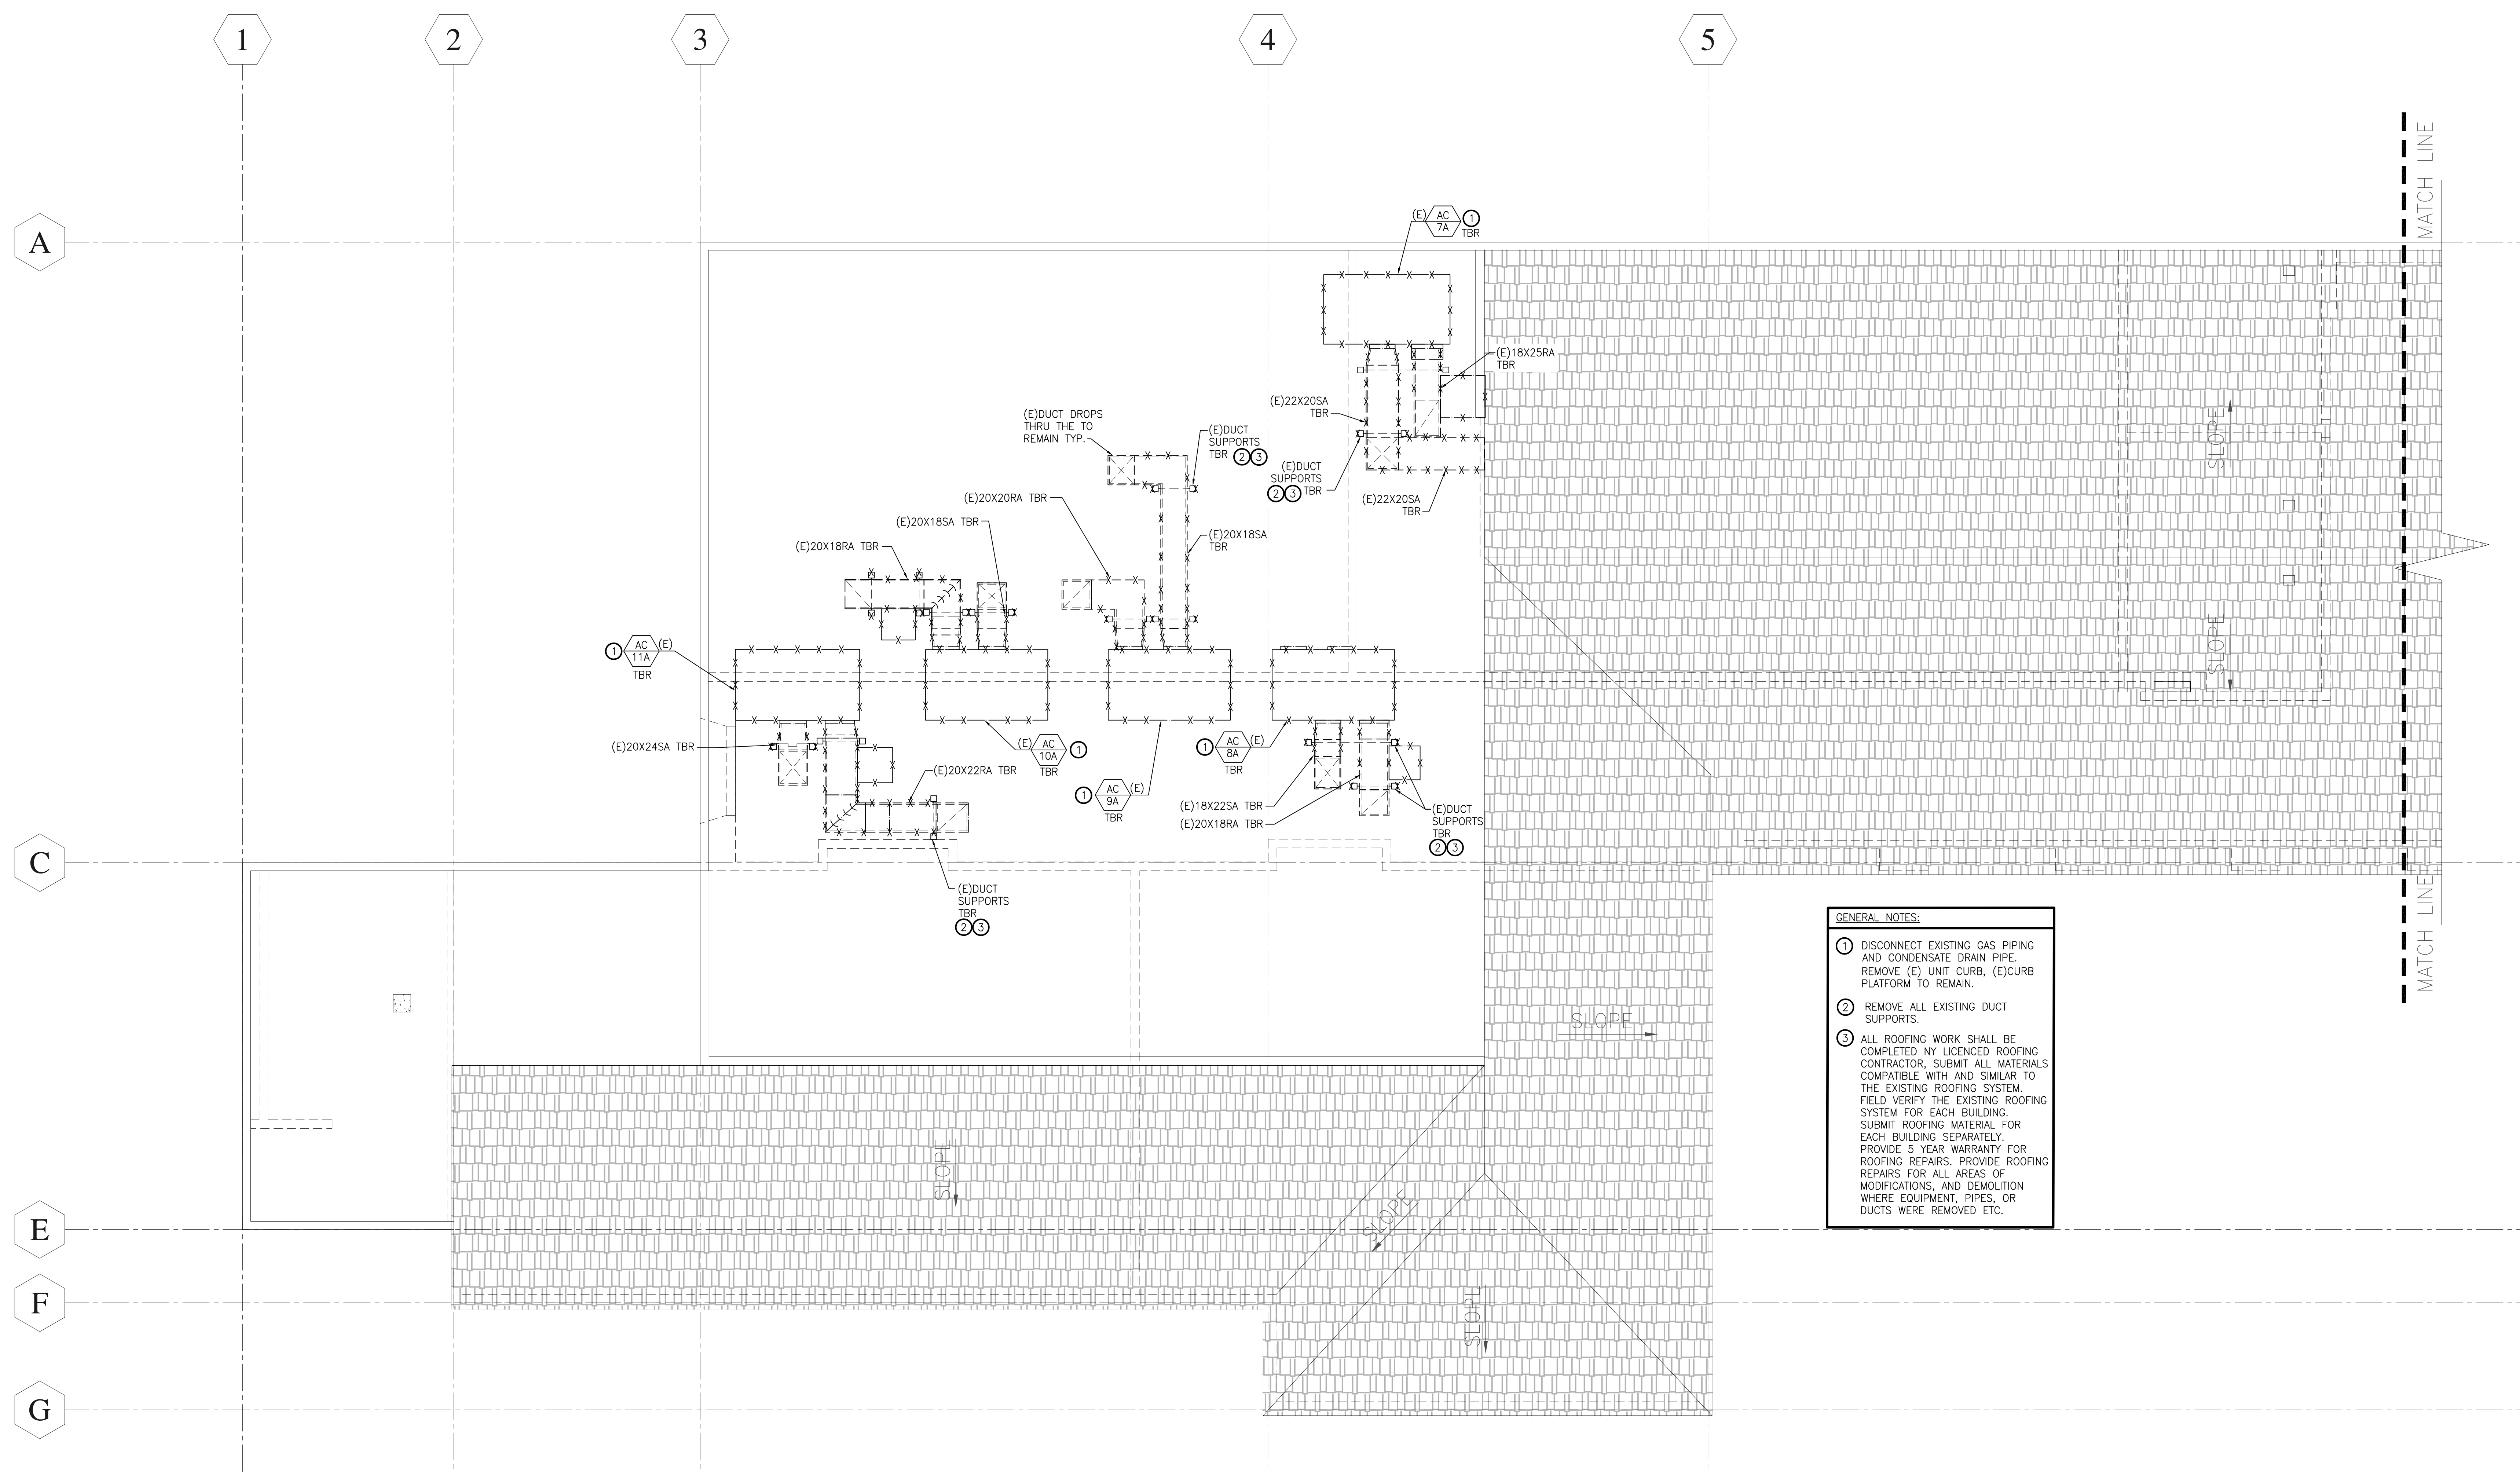 1
2
3
4
5
A
C
E
F
G
MATCH LINE
MATCH LINE
(E)
AC
7A
1
TBR
(E)18X25RA
TBR
(E)22X20SA
TBR
(E)DUCT
SUPPORTS
2 3 TBR
(E)22X20SA
TBR
(E)DUCT DROPS
THRU THE TO
REMAIN TYP.
(E)DUCT
SUPPORTS
TBR 2 3
(E)20X20RA TBR
(E)20X18SA TBR
(E)20X18RA TBR
(E)20X18SA
TBR
1
AC
11A
(E)
TBR
(E)20X24SA TBR
(E)20X22RA TBR
(E)
AC
10A
1
TBR
1
AC
9A
(E)
TBR
1
AC
8A
(E)
TBR
(E)18X22SA TBR
(E)20X18RA TBR
(E)DUCT
SUPPORTS
TBR
2 3
(E)DUCT
SUPPORTS
TBR
2 3
SLOPE
SLOPE
SLOPE
SLOPE
SLOPE
SLOPE
GENERAL NOTES:
1 DISCONNECT EXISTING GAS PIPING
AND CONDENSATE DRAIN PIPE.
REMOVE (E) UNIT CURB, (E)CURB
PLATFORM TO REMAIN.
2 REMOVE ALL EXISTING DUCT
SUPPORTS.
3 ALL ROOFING WORK SHALL BE
COMPLETED NY LICENCED ROOFING
CONTRACTOR, SUBMIT ALL MATERIALS
COMPATIBLE WITH AND SIMILAR TO
THE EXISTING ROOFING SYSTEM.
FIELD VERIFY THE EXISTING ROOFING
SYSTEM FOR EACH BUILDING.
SUBMIT ROOFING MATERIAL FOR
EACH BUILDING SEPARATELY.
PROVIDE 5 YEAR WARRANTY FOR
ROOFING REPAIRS. PROVIDE ROOFING
REPAIRS FOR ALL AREAS OF
MODIFICATIONS, AND DEMOLITION
WHERE EQUIPMENT, PIPES, OR
DUCTS WERE REMOVED ETC.